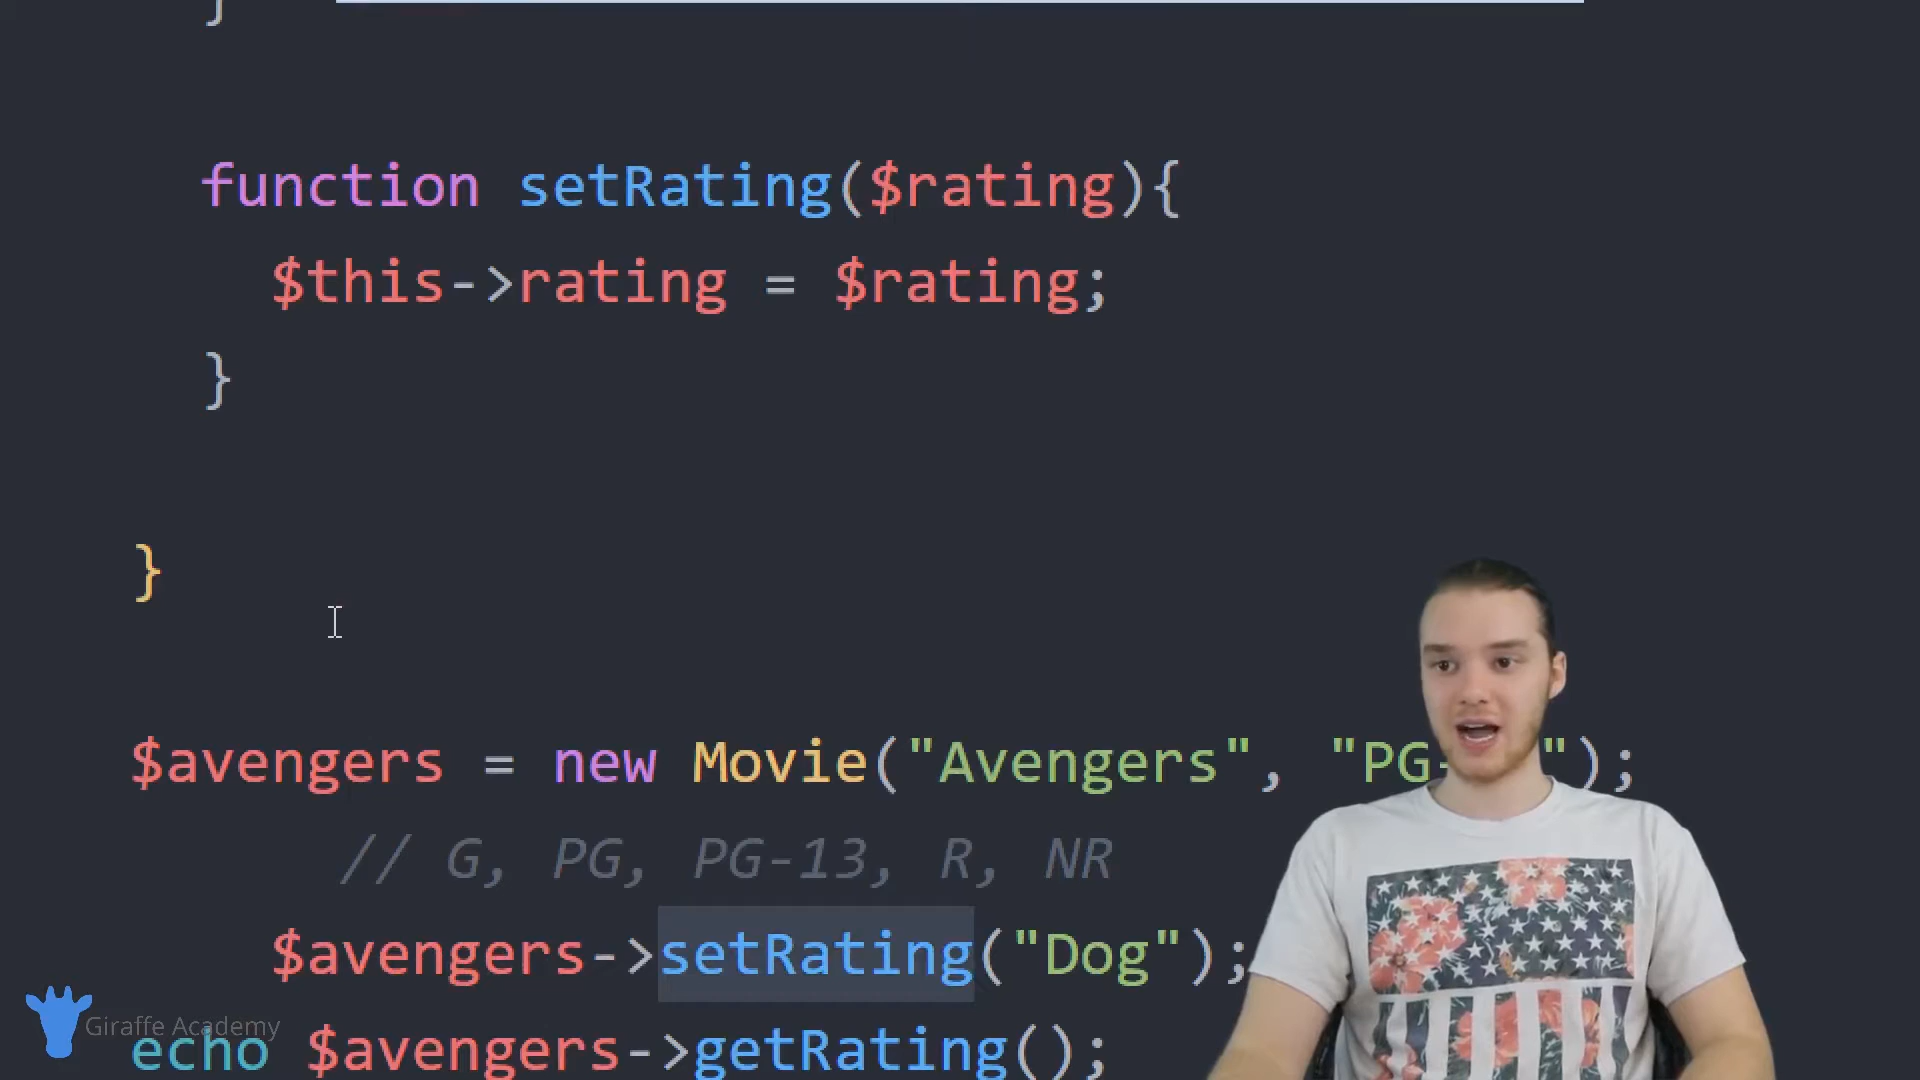 }
function setRating($rating){
$this->rating = $rating;
}
}
$avengers = new Movie("Avengers", "PG- ");
// G, PG, PG-13, R, NR
$avengers->setRating("Dog");
Giraffe Academy
echo $avengers->getRating();